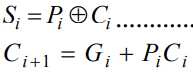 Sᵢ = Pᵢ ⊕ Cᵢ ............
Cᵢ₊₁ = Gᵢ + PᵢCᵢ